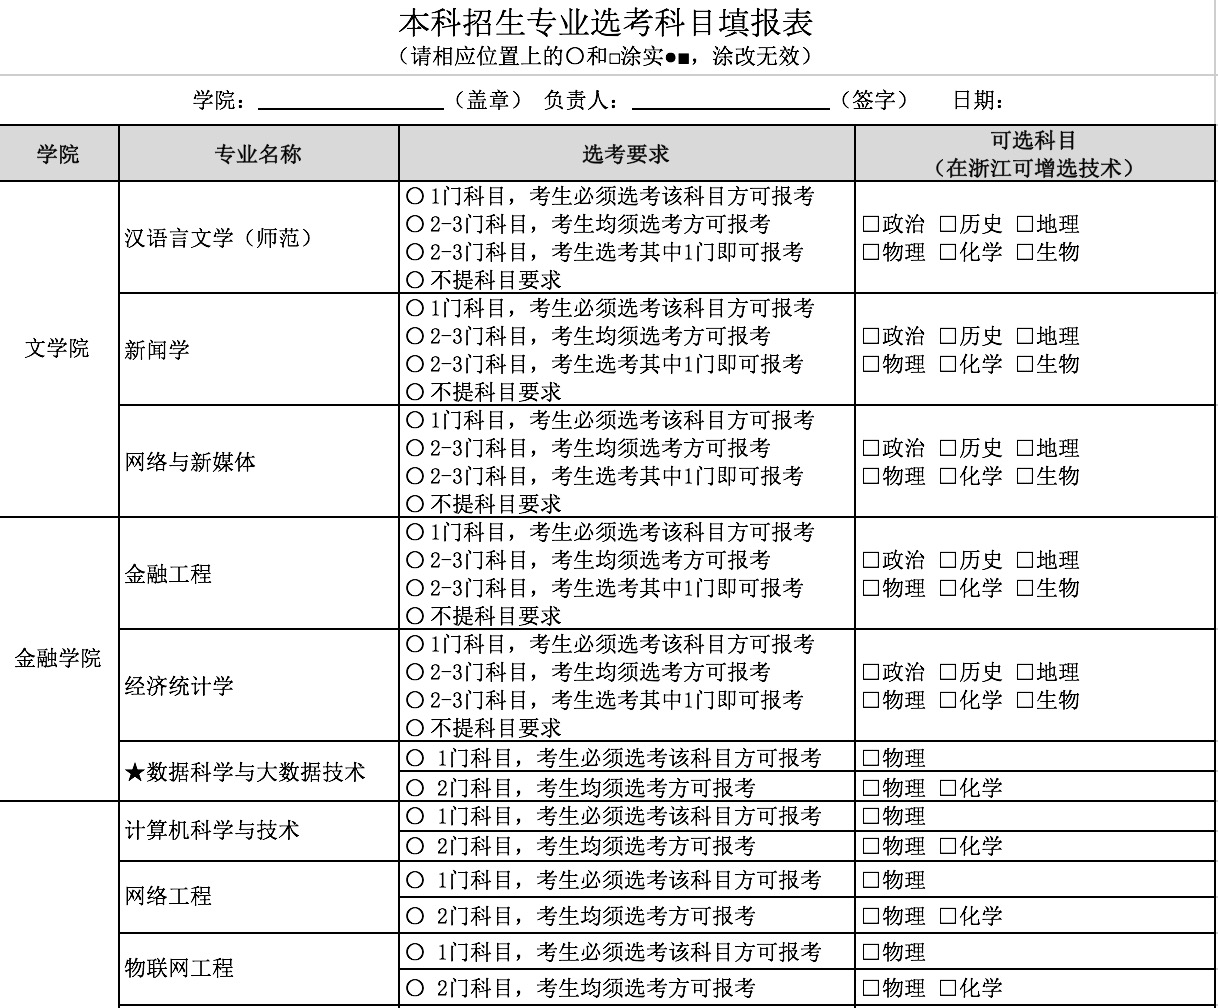 本科招生专业选考科目填报表
（请相应位置上的〇和□涂实●■，涂改无效）
学院：（盖章） 负责人：（签字） 日期：
学院 专业名称 选考要求 可选科目
（在浙江可增选技术）
文学院
汉语言文学（师范）
〇 1门科目，考生必须选考该科目方可报考
〇 2-3门科目，考生均须选考方可报考
〇 2-3门科目，考生选考其中1门即可报考
〇 不提科目要求
□政治 □历史 □地理
□物理 □化学 □生物
新闻学
〇 1门科目，考生必须选考该科目方可报考
〇 2-3门科目，考生均须选考方可报考
〇 2-3门科目，考生选考其中1门即可报考
〇 不提科目要求
□政治 □历史 □地理
□物理 □化学 □生物
网络与新媒体
〇 1门科目，考生必须选考该科目方可报考
〇 2-3门科目，考生均须选考方可报考
〇 2-3门科目，考生选考其中1门即可报考
〇 不提科目要求
□政治 □历史 □地理
□物理 □化学 □生物
金融学院
金融工程
〇 1门科目，考生必须选考该科目方可报考
〇 2-3门科目，考生均须选考方可报考
〇 2-3门科目，考生选考其中1门即可报考
〇 不提科目要求
□政治 □历史 □地理
□物理 □化学 □生物
经济统计学
〇 1门科目，考生必须选考该科目方可报考
〇 2-3门科目，考生均须选考方可报考
〇 2-3门科目，考生选考其中1门即可报考
〇 不提科目要求
□政治 □历史 □地理
□物理 □化学 □生物
★数据科学与大数据技术
〇 1门科目，考生必须选考该科目方可报考 □物理
〇 2门科目，考生均须选考方可报考 □物理 □化学
计算机科学与技术
〇 1门科目，考生必须选考该科目方可报考 □物理
〇 2门科目，考生均须选考方可报考 □物理 □化学
网络工程
〇 1门科目，考生必须选考该科目方可报考 □物理
〇 2门科目，考生均须选考方可报考 □物理 □化学
物联网工程
〇 1门科目，考生必须选考该科目方可报考 □物理
〇 2门科目，考生均须选考方可报考 □物理 □化学